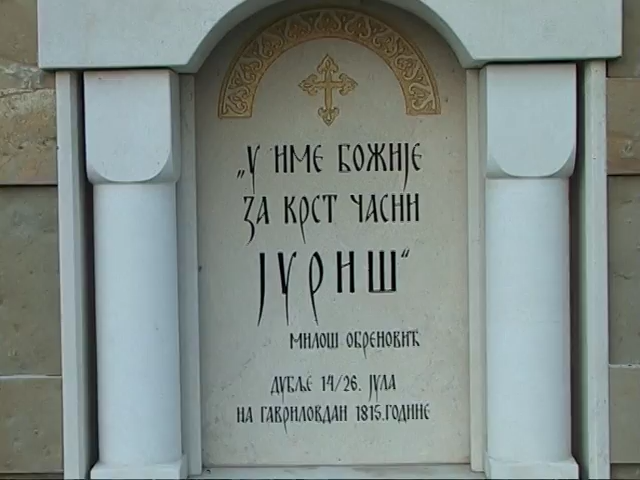 „У ИМЕ БОЖИЈЕ
ЗА КРСТ ЧАСНИ
ЈУРИШ“
МИЛОШ ОБРЕНОВИЋ
ДУБЉЕ 14/26. ЈУЛА
НА ГАВРИЛОВДАН 1815.ГОДИНЕ